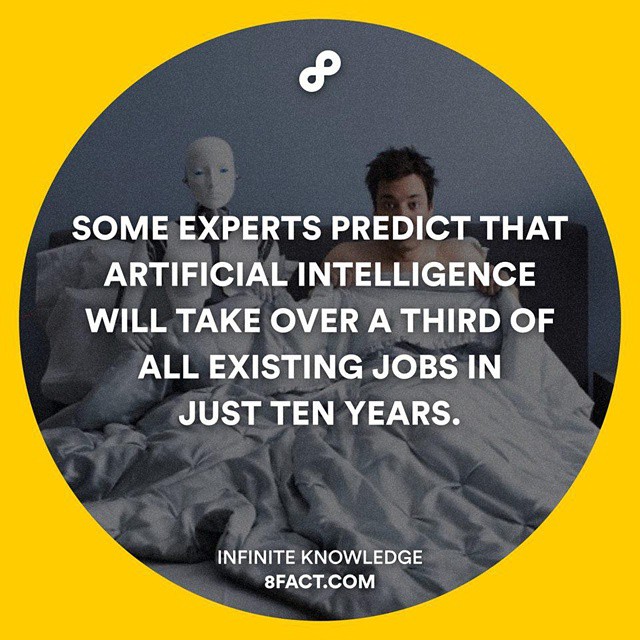 SOME EXPERTS PREDICT THAT
ARTIFICIAL INTELLIGENCE
WILL TAKE OVER A THIRD OF
ALL EXISTING JOBS IN
JUST TEN YEARS.
INFINITE KNOWLEDGE
8FACT.COM